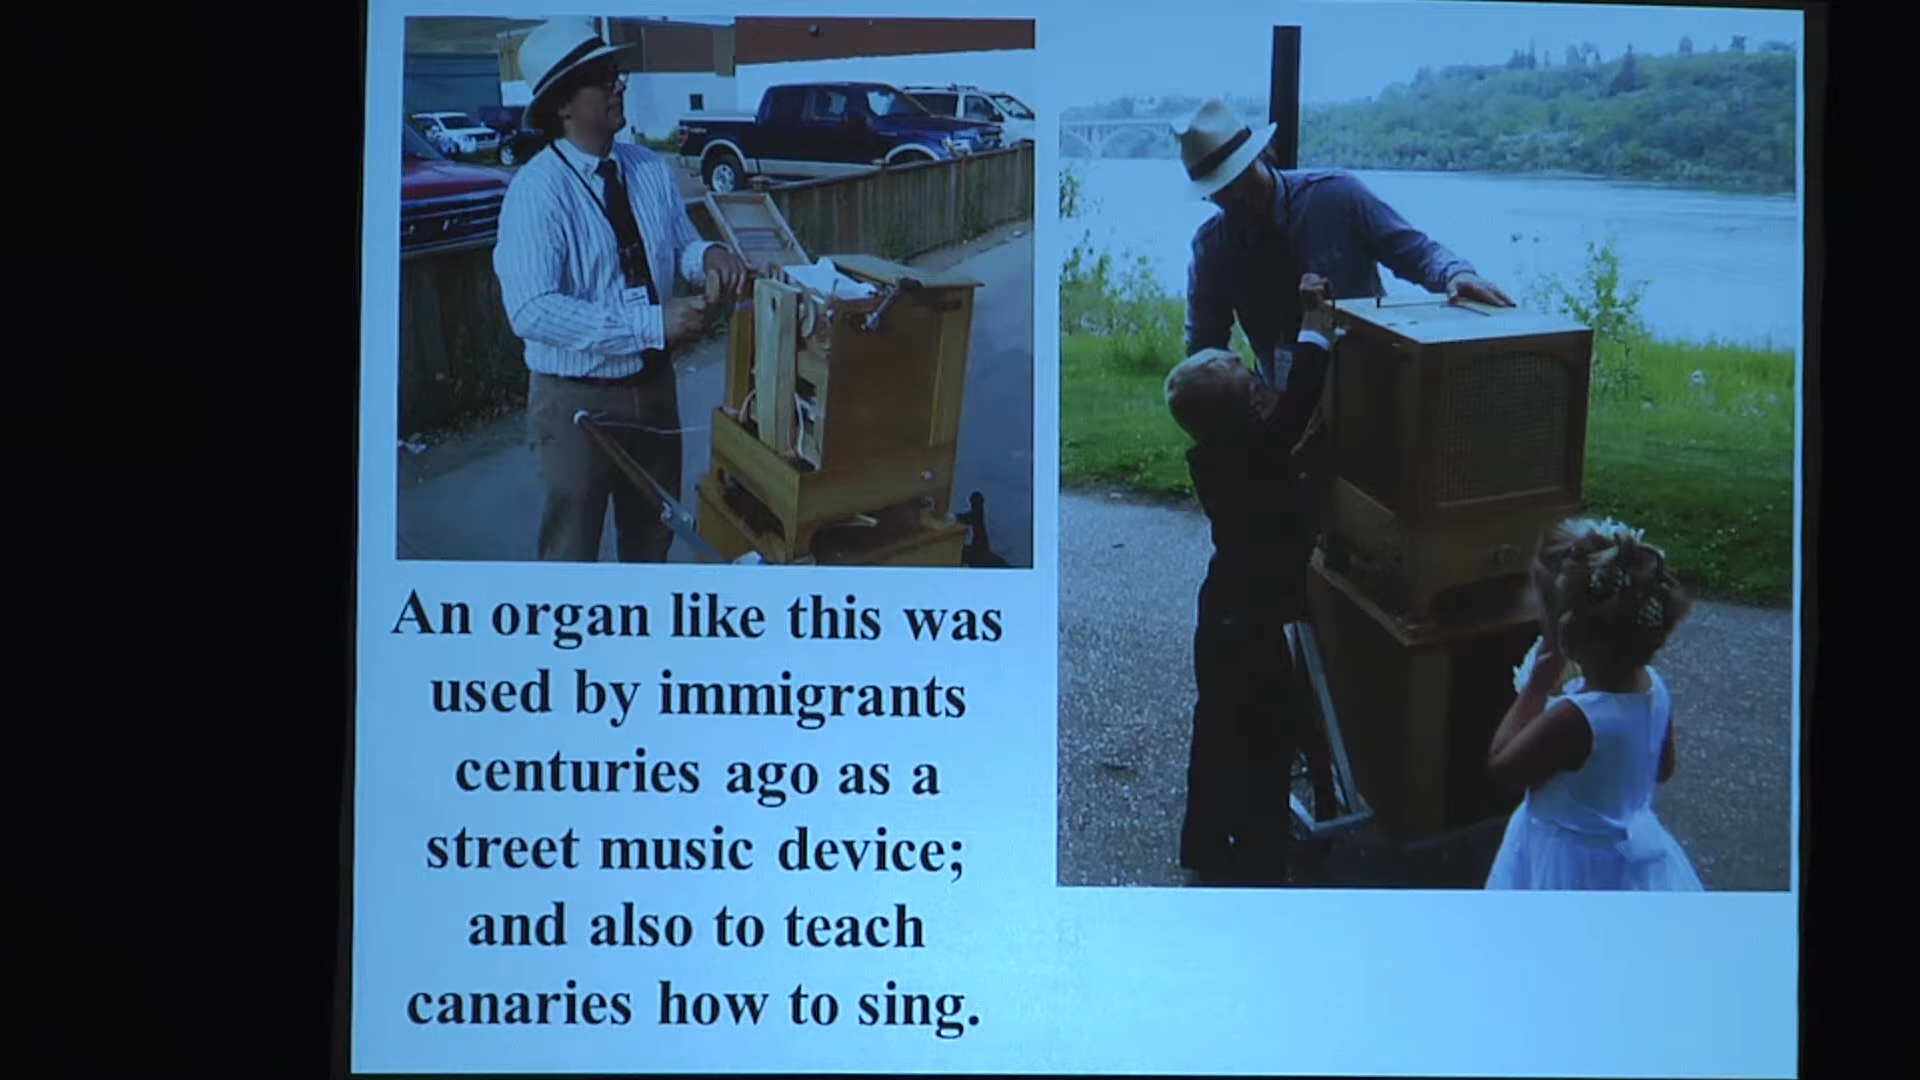 An organ like this was
used by immigrants
centuries ago as a
street music device;
and also to teach
canaries how to sing.